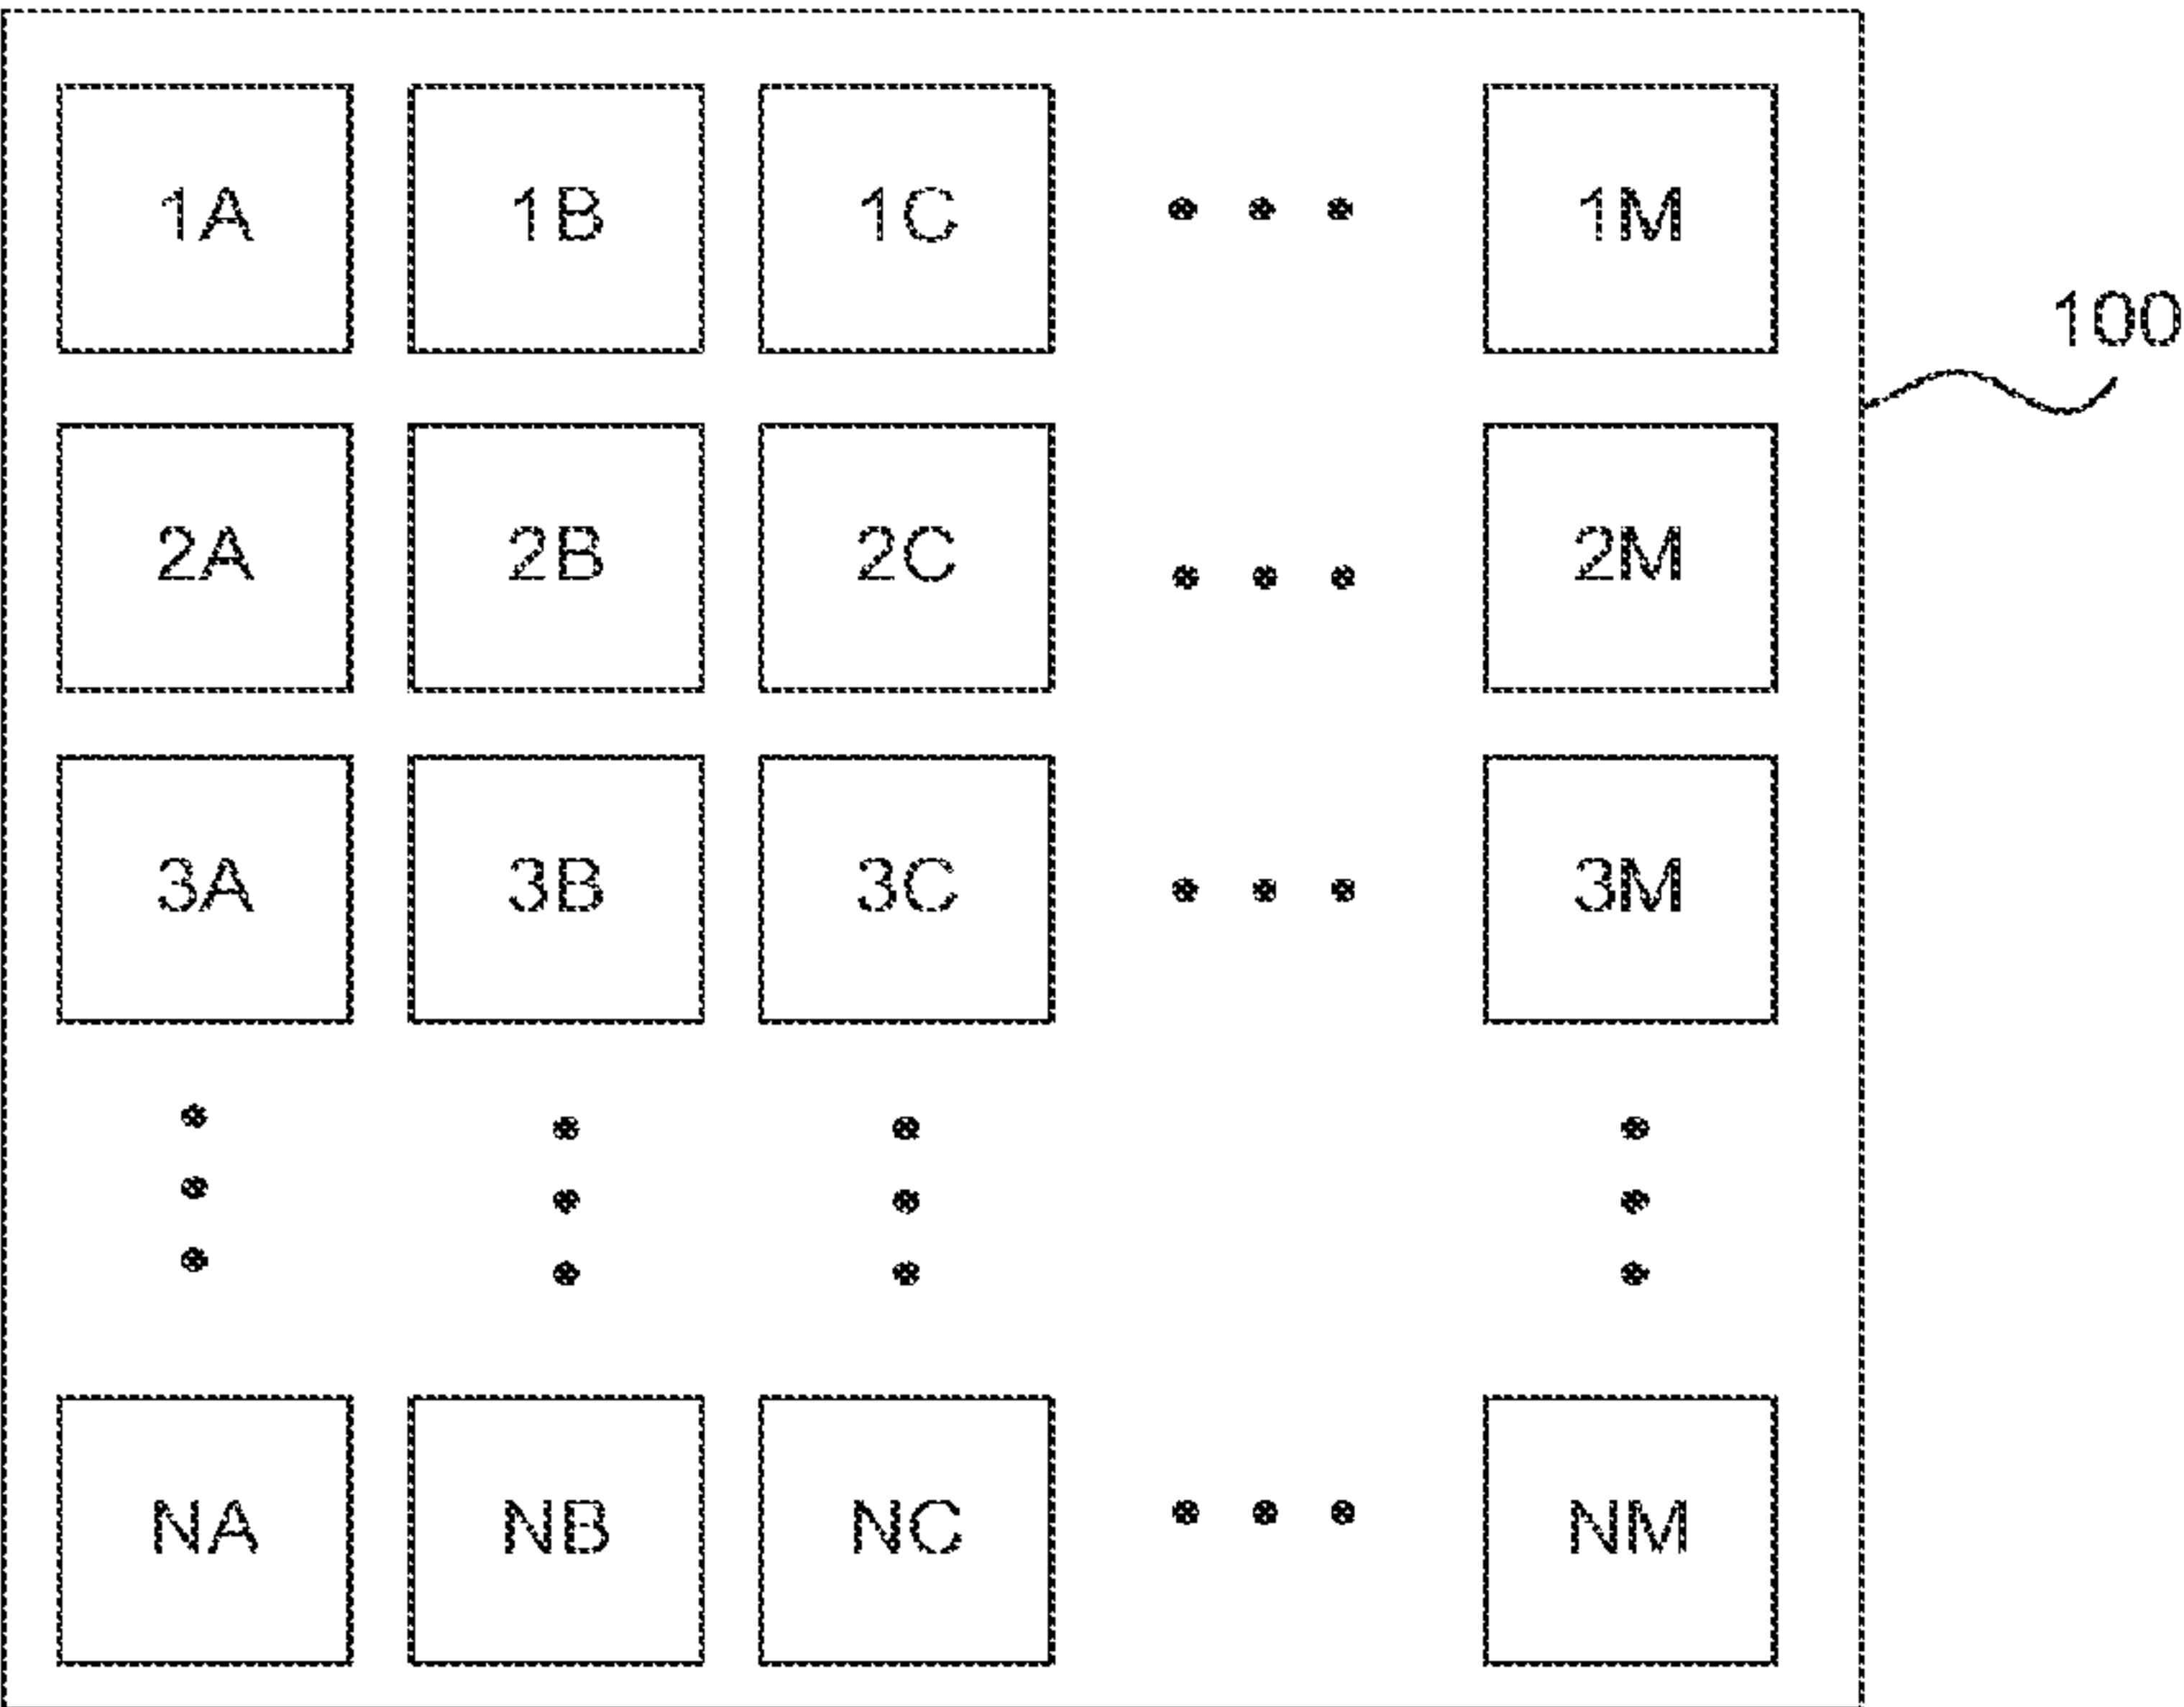 1A 1B 1C • • • 1M
100
2A 2B 2C • • • 2M
3A 3B 3C • • • 3M
NA NB NC • • • NM